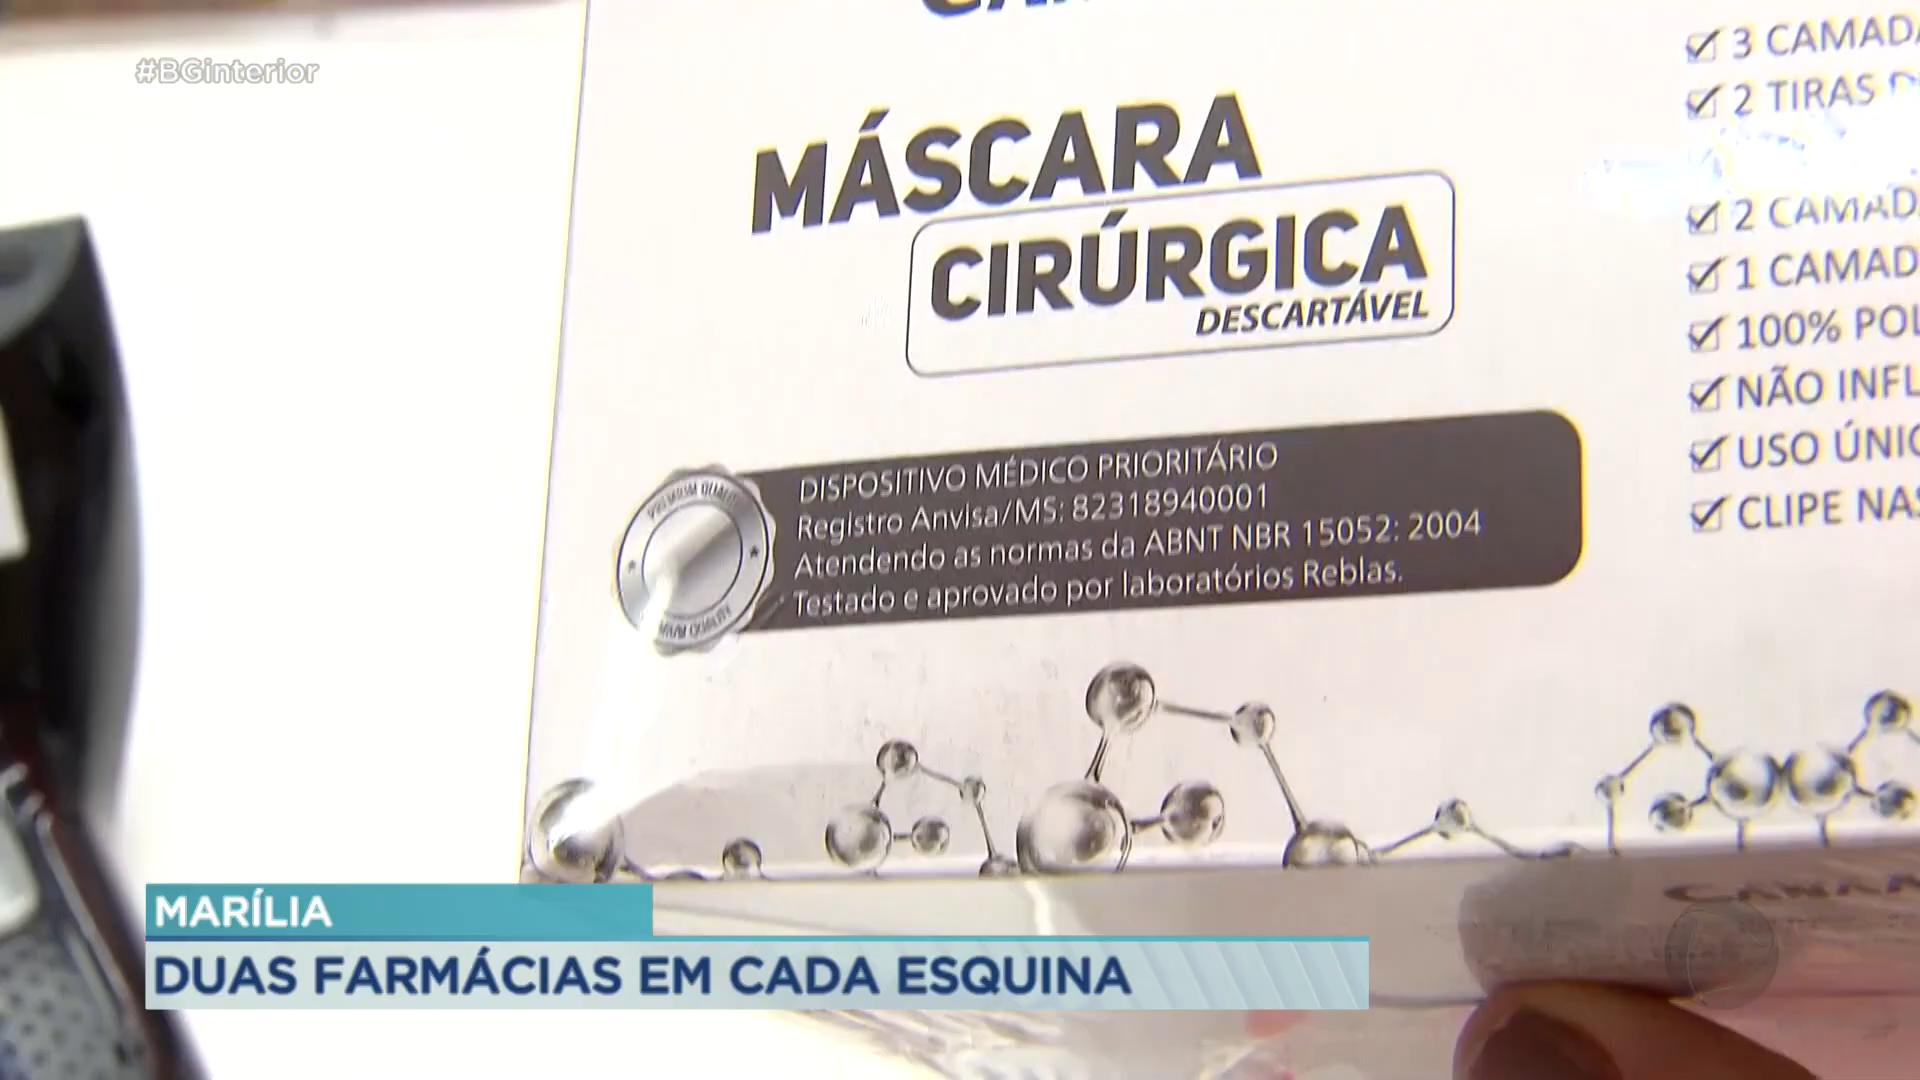 #BGinterior
MÁSCARA
CIRÚRGICA
DESCARTÁVEL
DISPOSITIVO MÉDICO PRIORITÁRIO
Registro Anvisa/MS: 82318940001
Atendendo as normas da ABNT NBR 15052: 2004
Testado e aprovado por laboratórios Reblas.
3 CAMADA
2 TIRAS
2 CAMAD
1 CAMAD
100% POL
NÃO INFL
USO ÚNIC
CLIPE NAS
MARÍLIA
DUAS FARMÁCIAS EM CADA ESQUINA